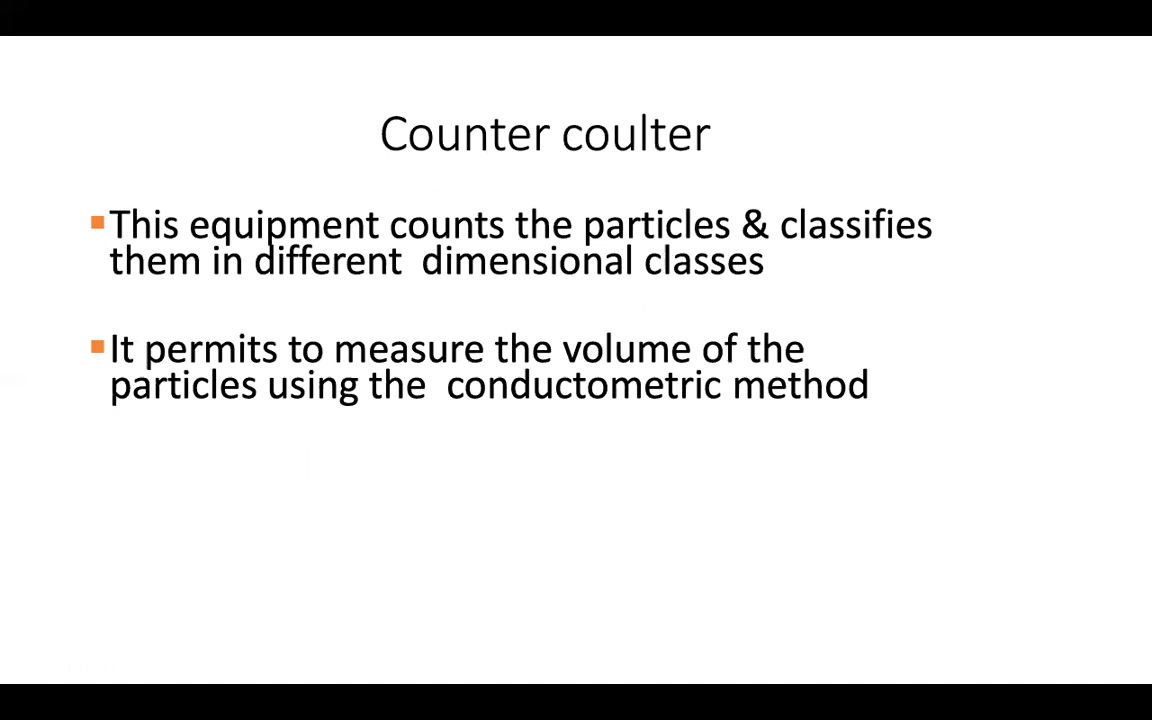 Counter coulter
▪This equipment counts the particles & classifies
them in different  dimensional classes
▪It permits to measure the volume of the
particles using the  conductometric method